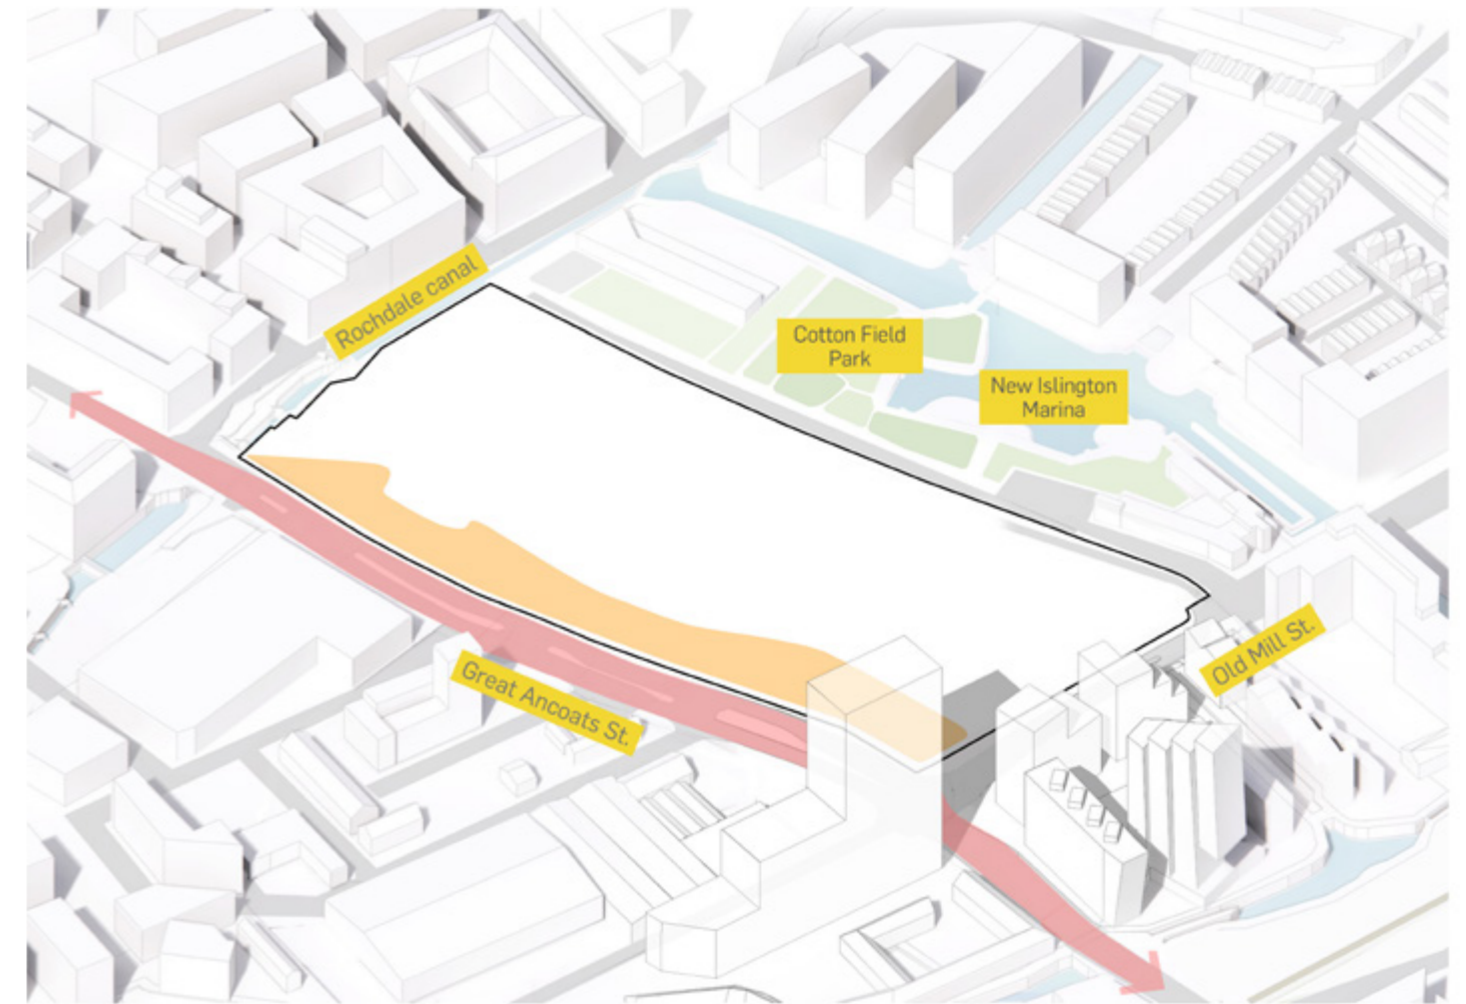 Rochdale canal
Cotton Field
Park
New Islington
Marina
Old Mill St.
Great Ancoats St.